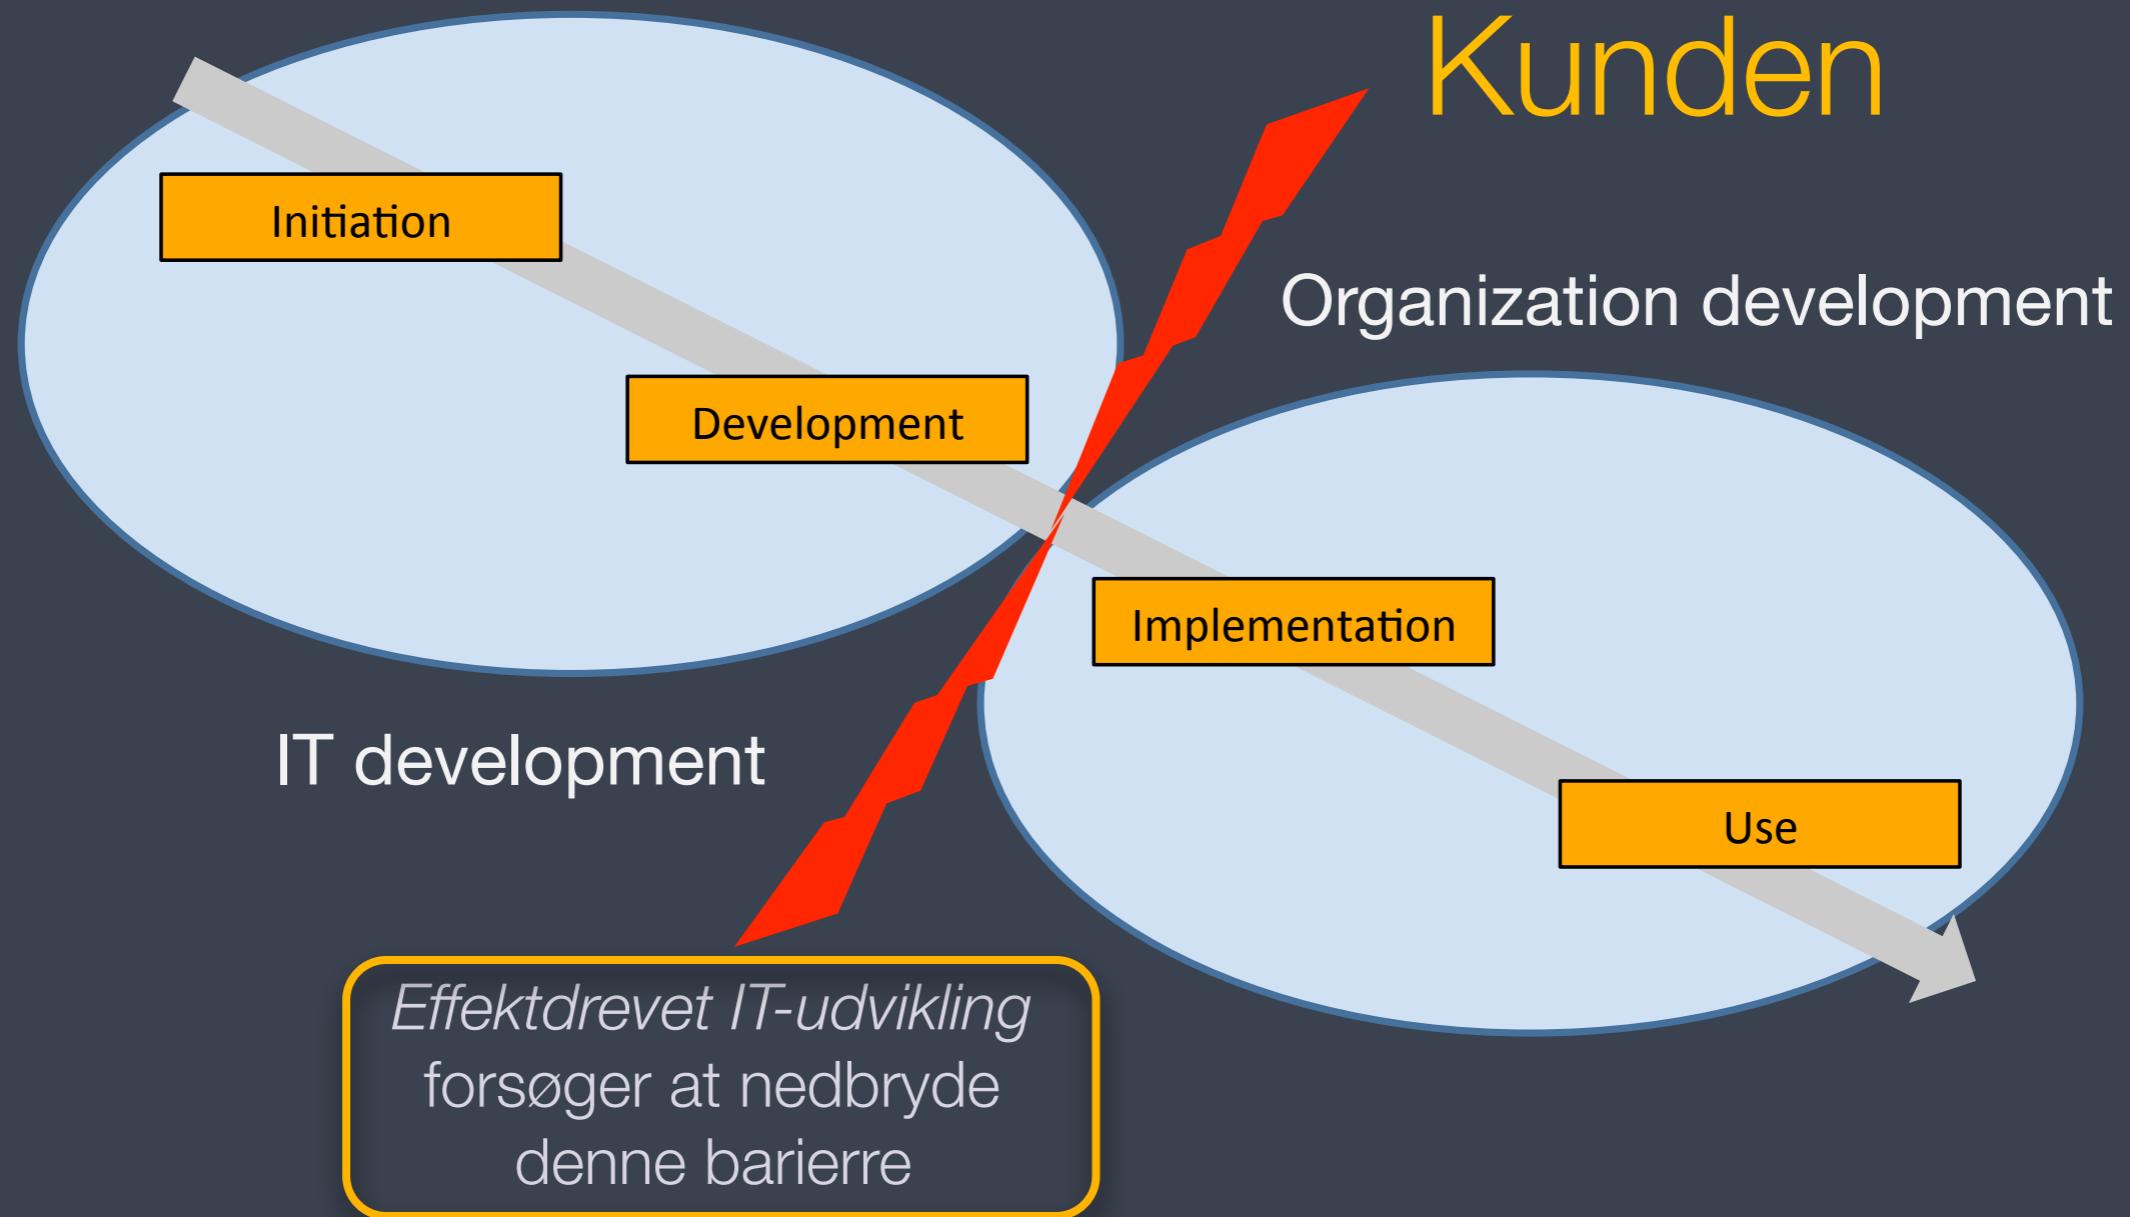 Kunden
Initiation
Organization development
Development
Implementation
IT development
Use
Effektdrevet IT-udvikling
forsøger at nedbryde
denne barierre